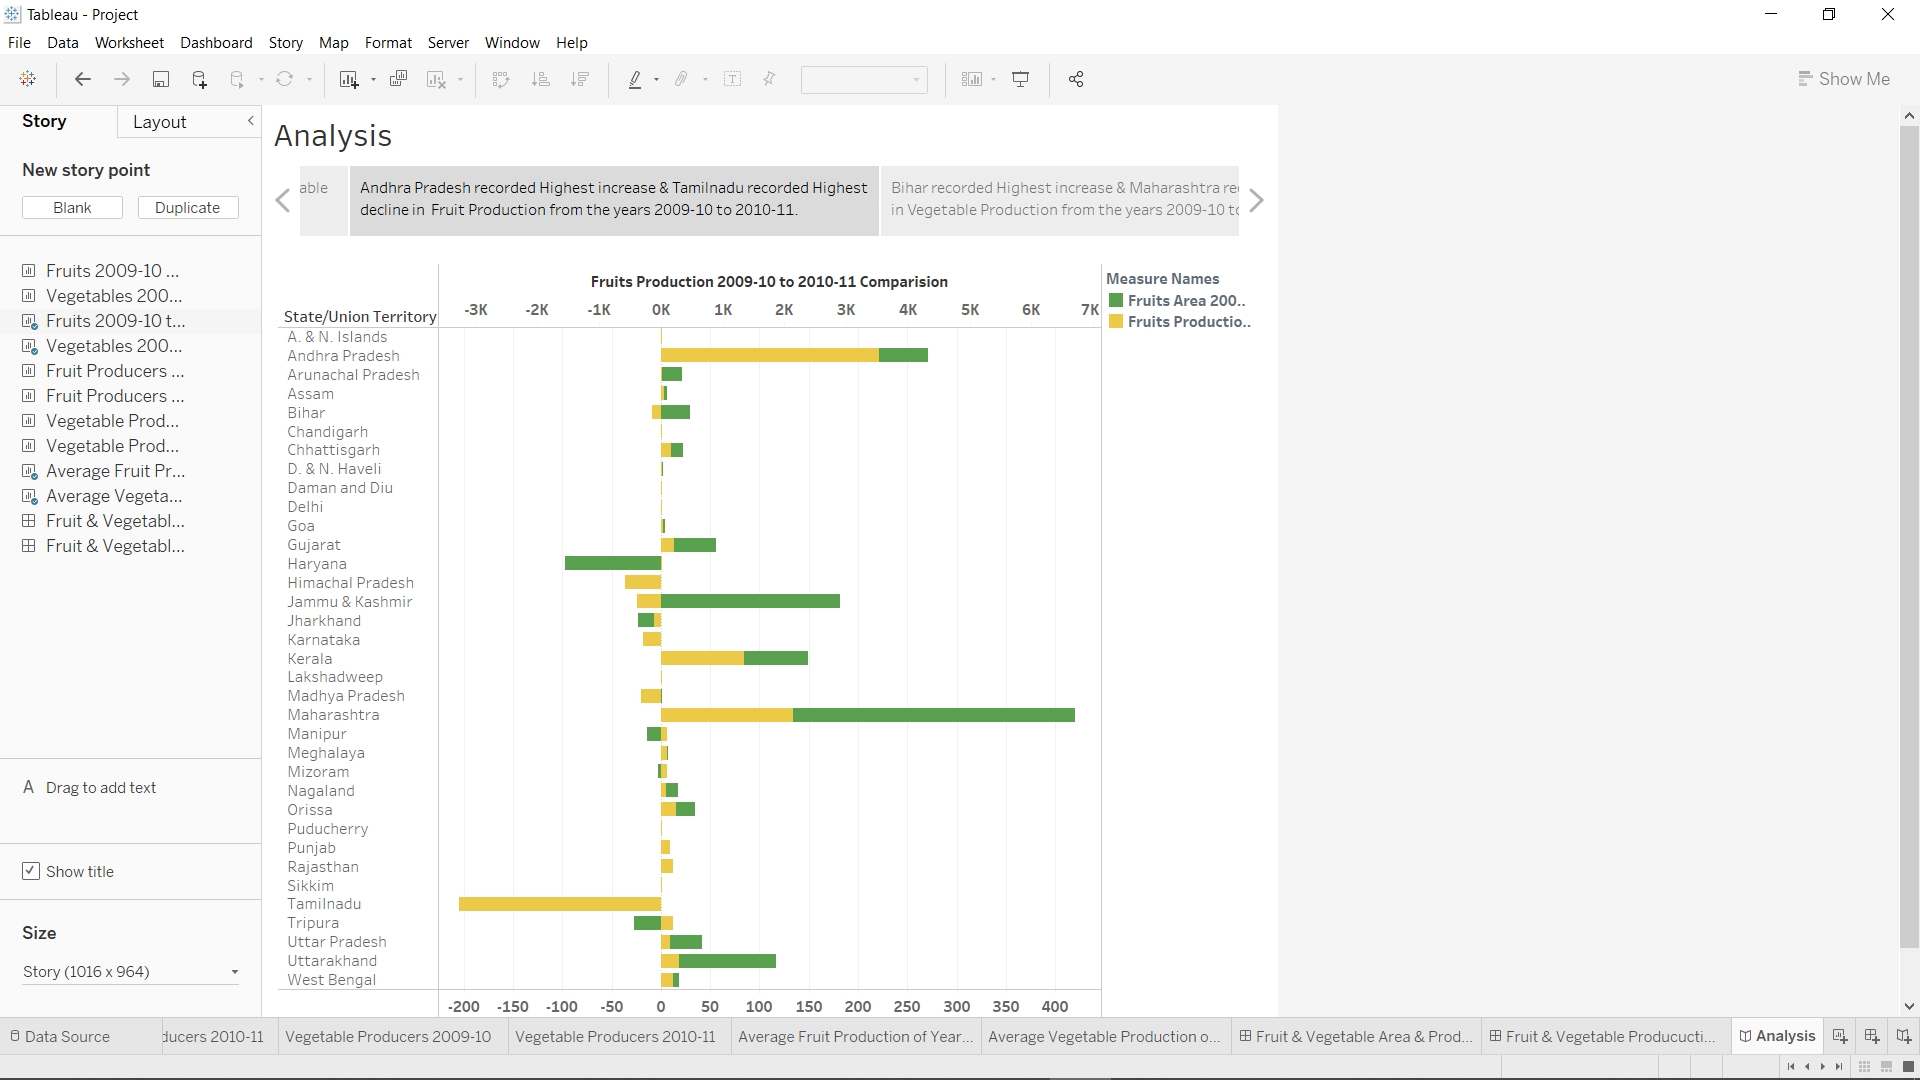 Tableau - Project
File Data Worksheet Dashboard Story Map Format Server Window Help
Show Me
Story Layout
New story point
Blank Duplicate
Fruits 2009-10 ...
Vegetables 200...
Fruits 2009-10 t...
Vegetables 200...
Fruit Producers ...
Fruit Producers ...
Vegetable Prod...
Vegetable Prod...
Average Fruit Pr...
Average Vegeta...
Fruit & Vegetabl...
Fruit & Vegetabl...
A Drag to add text
Show title
Size
Story (1016 x 964)
Analysis
able
Andhra Pradesh recorded Highest increase & Tamilnadu recorded Highest
decline in Fruit Production from the years 2009-10 to 2010-11.
Bihar recorded Highest increase & Maharashtra re
in Vegetable Production from the years 2009-10 to
Fruits Production 2009-10 to 2010-11 Comparision
State/Union Territory
-3K -2K -1K 0K 1K 2K 3K 4K 5K 6K 7K
A. & N. Islands
Andhra Pradesh
Arunachal Pradesh
Assam
Bihar
Chandigarh
Chhattisgarh
D. & N. Haveli
Daman and Diu
Delhi
Goa
Gujarat
Haryana
Himachal Pradesh
Jammu & Kashmir
Jharkhand
Karnataka
Kerala
Lakshadweep
Madhya Pradesh
Maharashtra
Manipur
Meghalaya
Mizoram
Nagaland
Orissa
Puducherry
Punjab
Rajasthan
Sikkim
Tamilnadu
Tripura
Uttar Pradesh
Uttarakhand
West Bengal
-200 -150 -100 -50 0 50 100 150 200 250 300 350 400
Measure Names
Fruits Area 200..
Fruits Productio..
Data Source ducers 2010-11 Vegetable Producers 2009-10 Vegetable Producers 2010-11 Average Fruit Production of Year... Average Vegetable Production o... Fruit & Vegetable Area & Prod... Fruit & Vegetable Producucti... Analysis